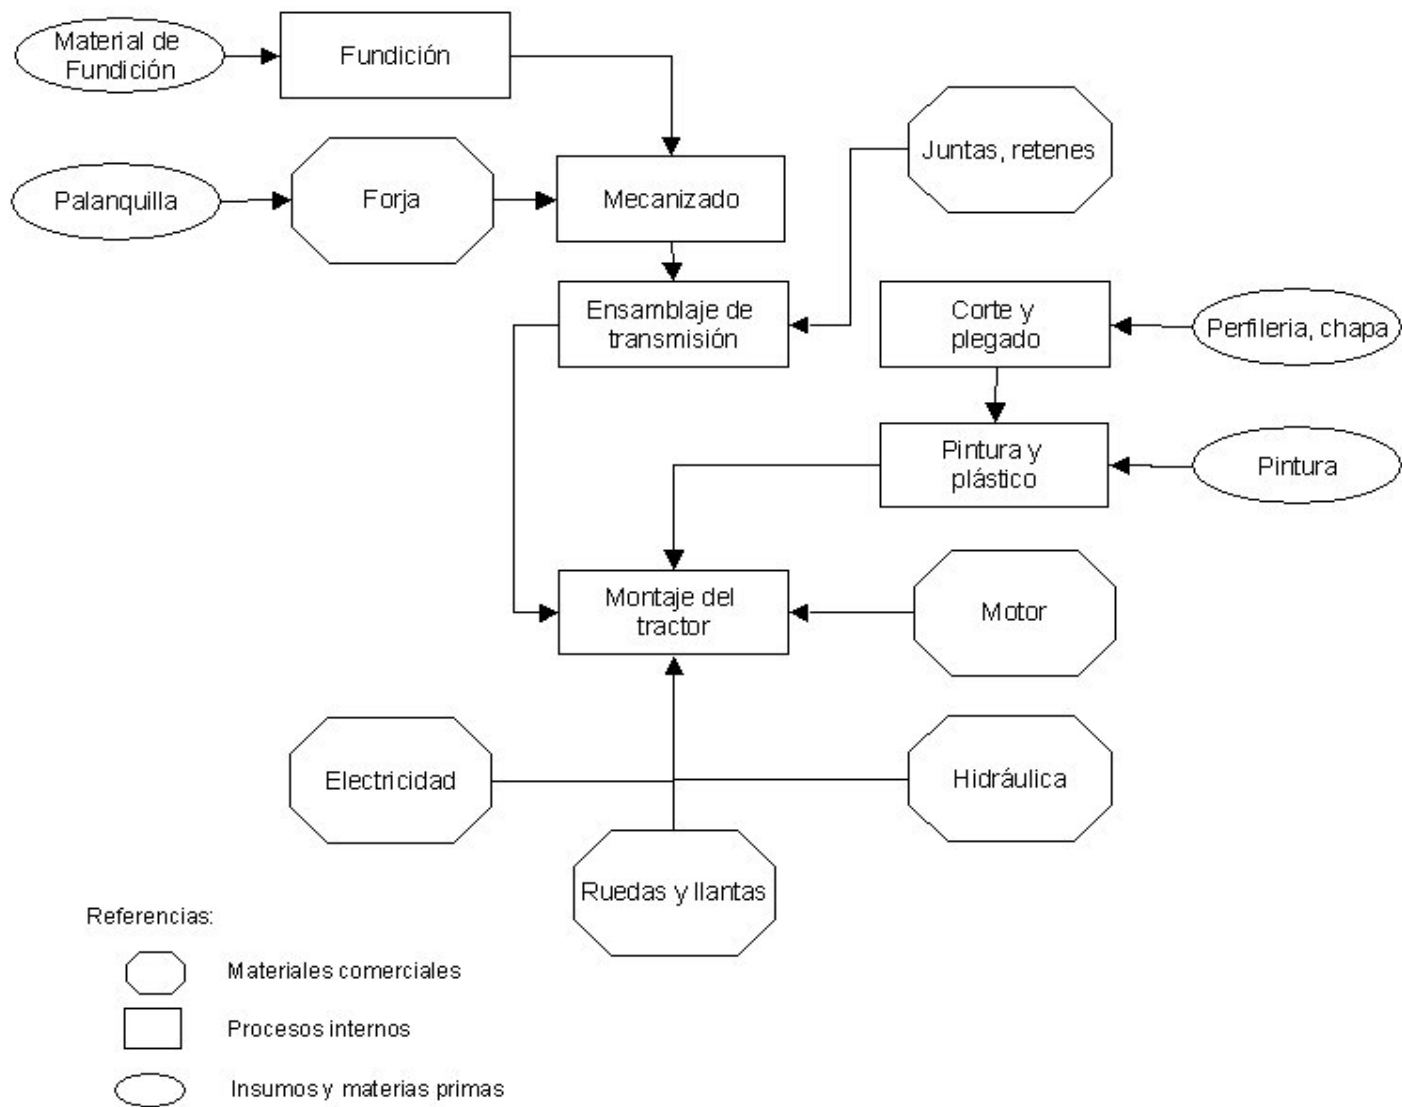 Material de
Fundición
Fundición
Juntas, retenes
Palanquilla
Forja
Mecanizado
Ensamblaje de
transmisión
Corte y
plegado
Perfileria, chapa
Pintura y
plástico
Pintura
Montaje del
tractor
Motor
Electricidad
Hidráulica
Ruedas y llantas
Referencias:
Materiales comerciales
Procesos internos
Insumos y materias primas